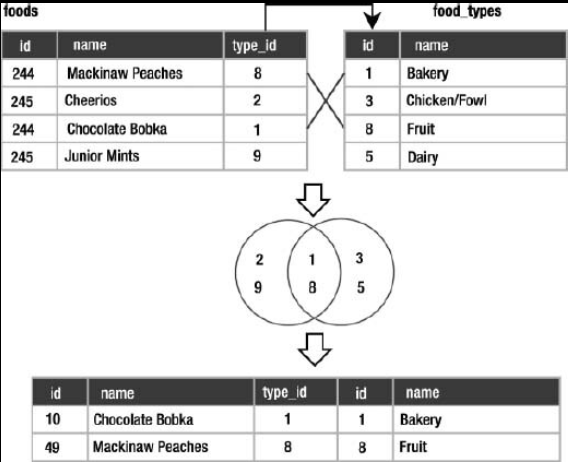 foods food_types
id name type_id id name
244 Mackinaw Peaches 8 1 Bakery
245 Cheerios 2 3 Chicken/Fowl
244 Chocolate Bobka 1 8 Fruit
245 Junior Mints 9 5 Dairy
2 1 3
9 8 5
id name type_id id name
10 Chocolate Bobka 1 1 Bakery
49 Mackinaw Peaches 8 8 Fruit